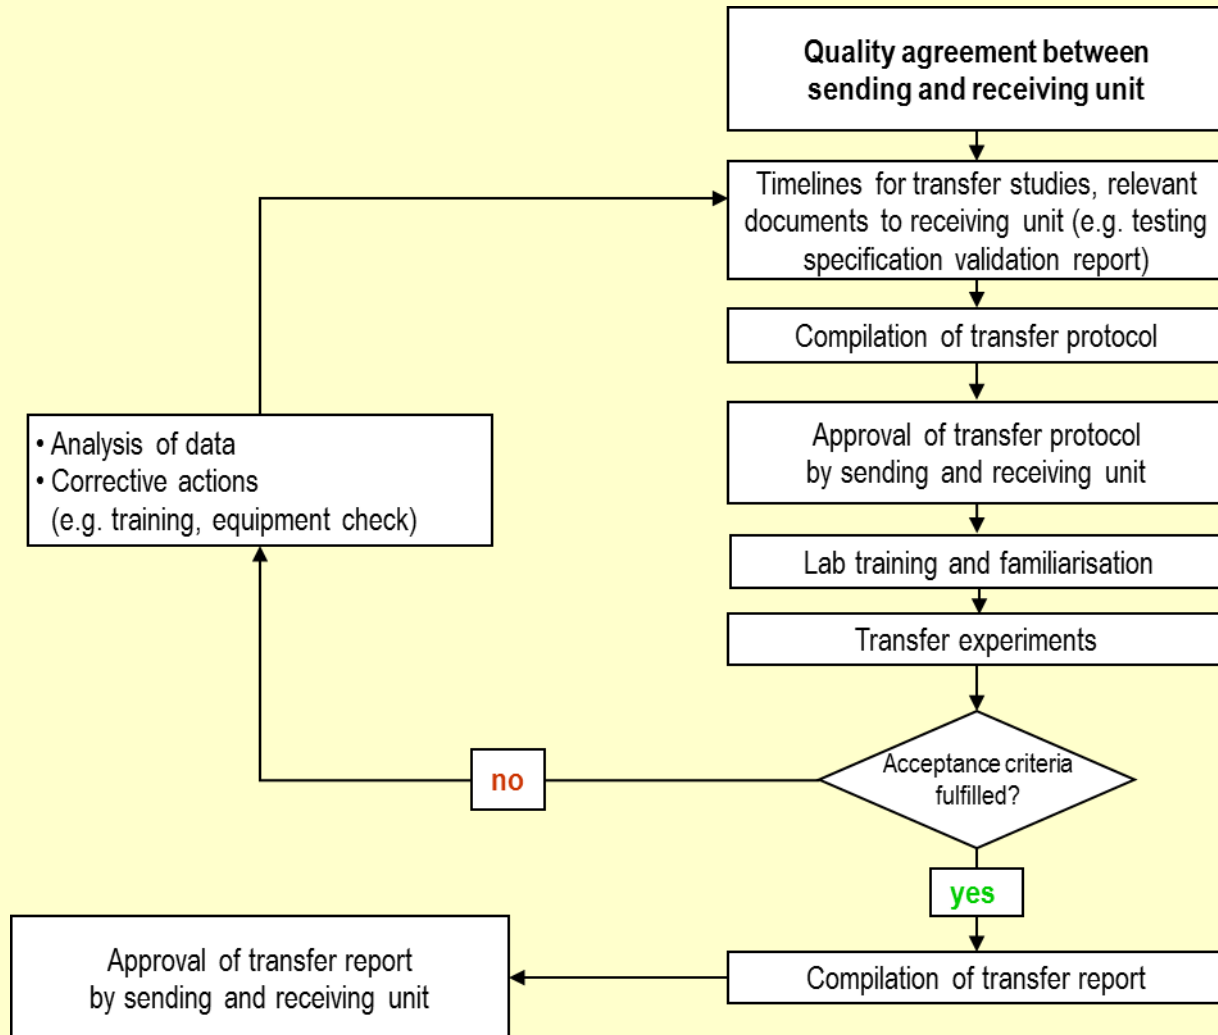 Quality agreement between
sending and receiving unit
Timelines for transfer studies, relevant
documents to receiving unit (e.g. testing
specification validation report)
Compilation of transfer protocol
Approval of transfer protocol
by sending and receiving unit
Lab training and familiarisation
Transfer experiments
Acceptance criteria
fulfilled?
no
• Analysis of data
• Corrective actions
(e.g. training, equipment check)
yes
Compilation of transfer report
Approval of transfer report
by sending and receiving unit